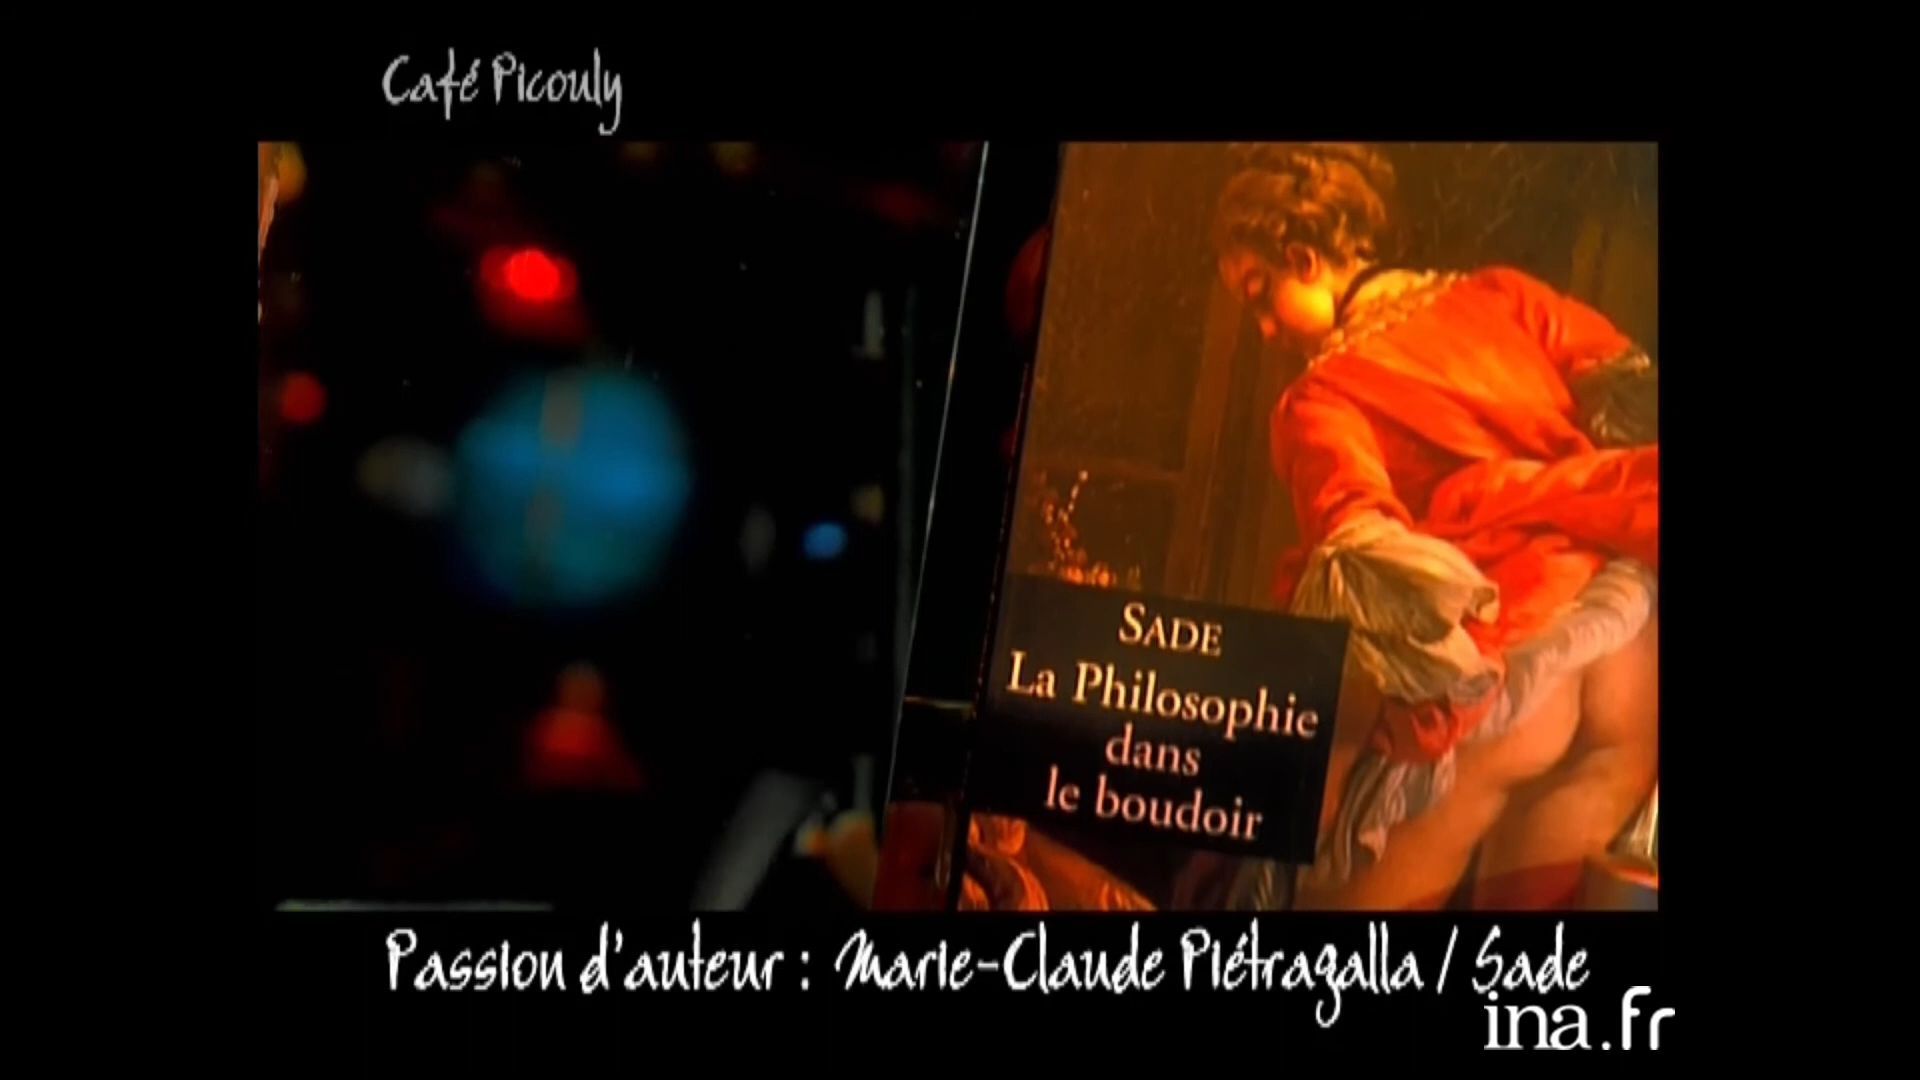 Café Picouly
SADE
La Philosophie
dans
le boudoir
Passion d'auteur : Marie-Claude Piétragalla / Sade
ina.fr